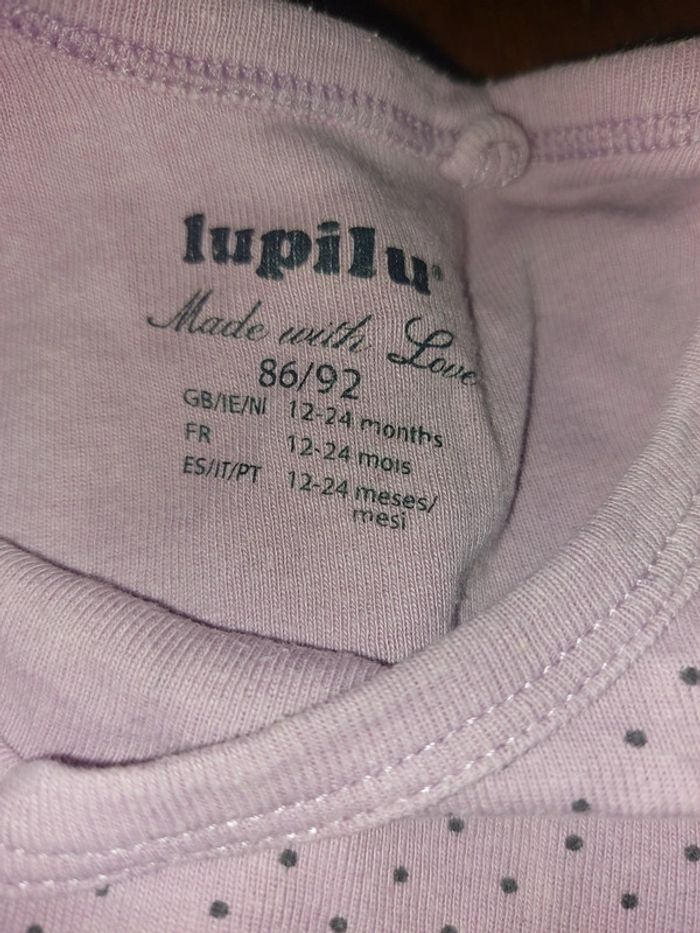 lupilu®
Made with Love
86/92
GB/IE/NI 12-24 months
FR 12-24 mois
ES/IT/PT 12-24 meses/
mesi